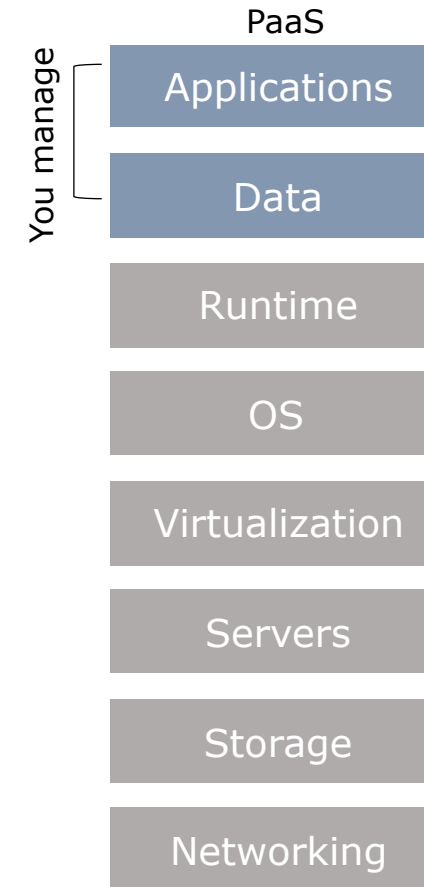 PaaS
You manage
Applications
Data
Runtime
OS
Virtualization
Servers
Storage
Networking